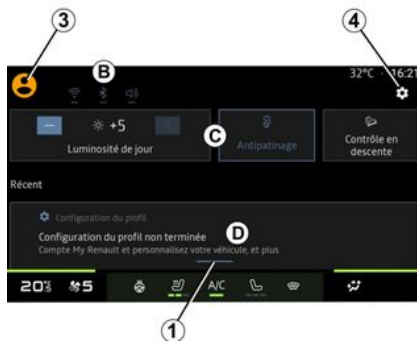 3
4
B
32°C 16:21
+5
Luminosité de jour
C
Antipatinage
Contrôle en
descente
Récent
Configuration du profil
Configuration du profil non terminée
D
Compte My Renault et personnalisez votre véhicule, et plus
5
A/C
1